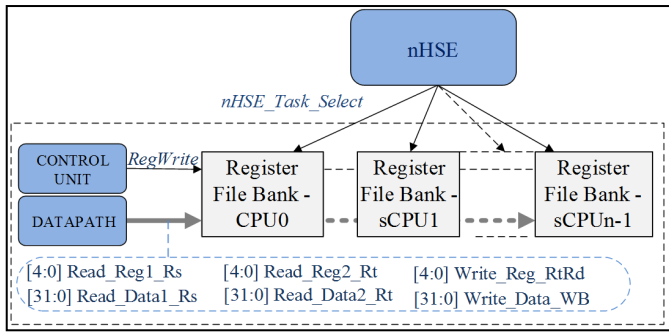 nHSE
nHSE_Task_Select
CONTROL
UNIT
RegWrite
DATAPATH
Register
File Bank -
CPU0
Register
File Bank -
sCPU1
Register
File Bank -
sCPUn-1
[4:0] Read_Reg1_Rs [4:0] Read_Reg2_Rt [4:0] Write_Reg_RtRd
[31:0] Read_Data1_Rs [31:0] Read_Data2_Rt [31:0] Write_Data_WB